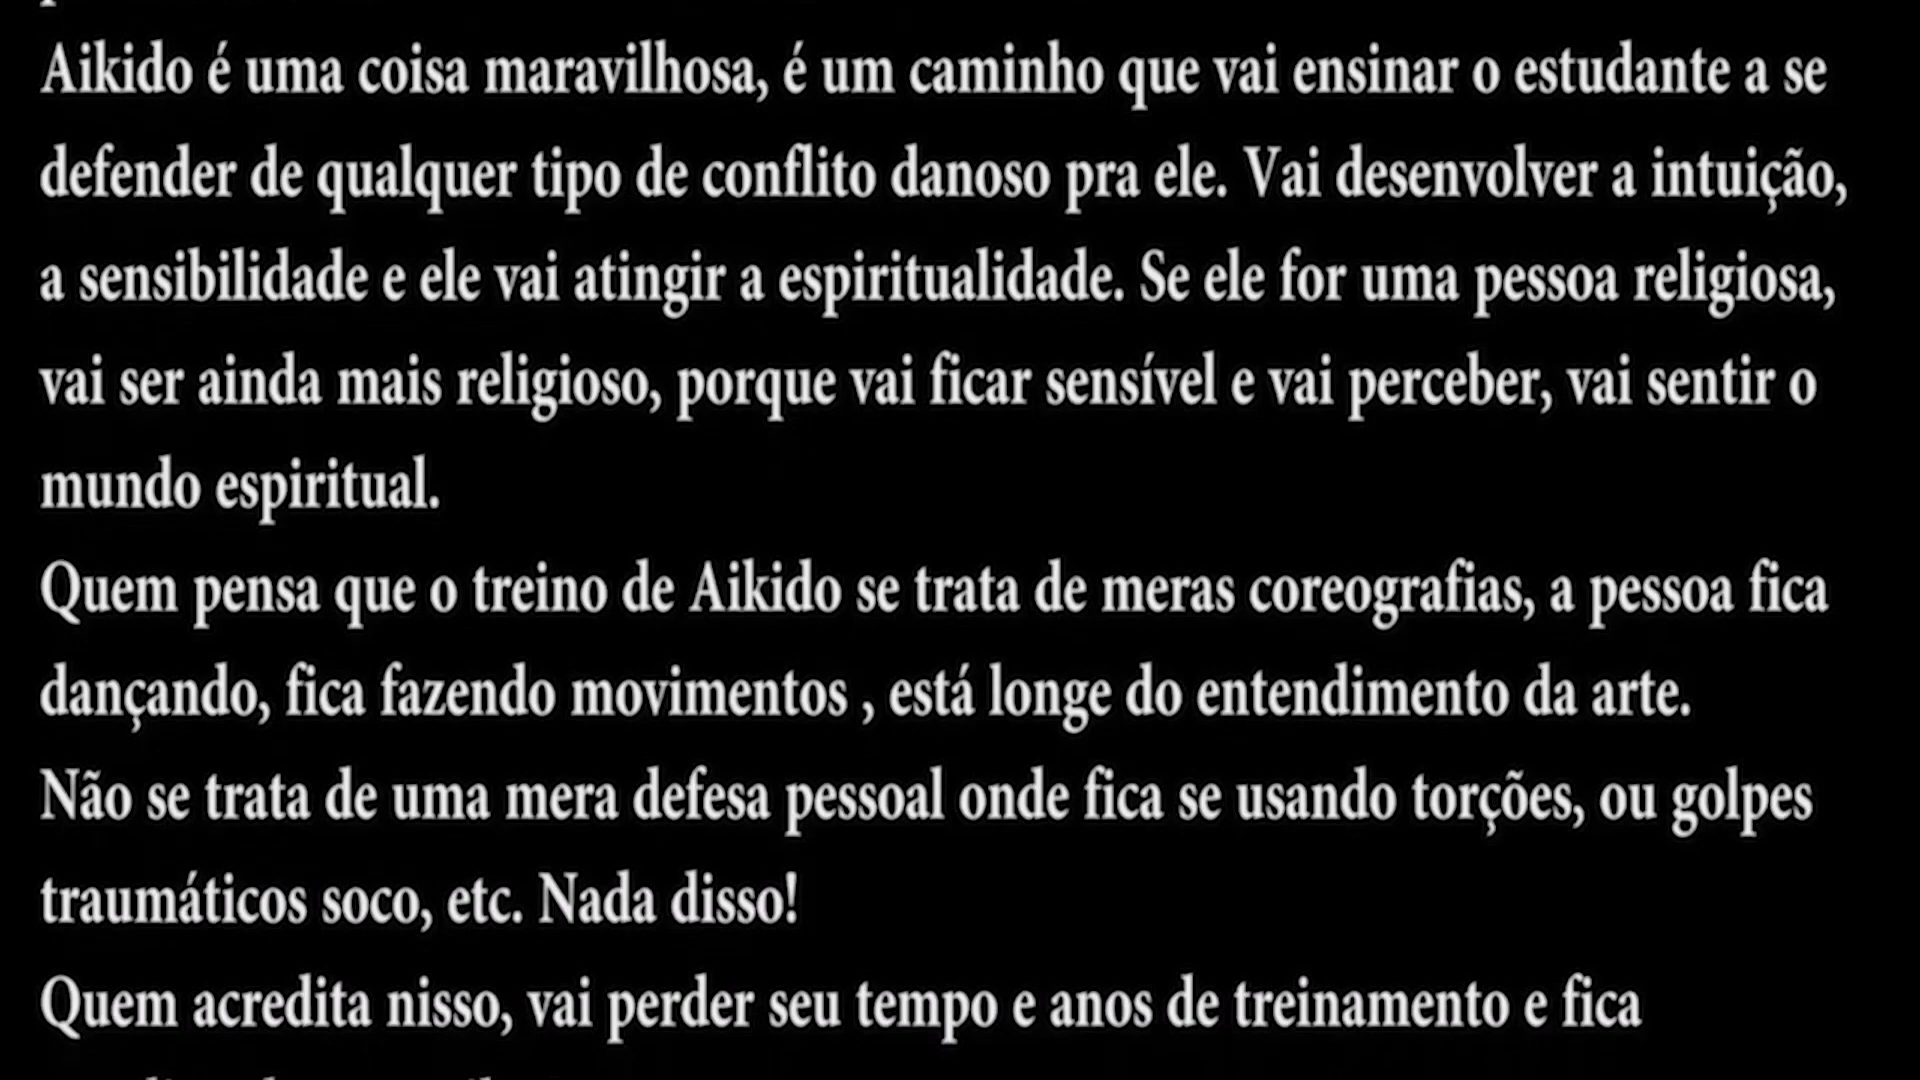 Aikido é uma coisa maravilhosa, é um caminho que vai ensinar o estudante a se
defender de qualquer tipo de conflito danoso pra ele. Vai desenvolver a intuição,
a sensibilidade e ele vai atingir a espiritualidade. Se ele for uma pessoa religiosa,
vai ser ainda mais religioso, porque vai ficar sensível e vai perceber, vai sentir o
mundo espiritual.
Quem pensa que o treino de Aikido se trata de meras coreografias, a pessoa fica
dançando, fica fazendo movimentos , está longe do entendimento da arte.
Não se trata de uma mera defesa pessoal onde fica se usando torções, ou golpes
traumáticos soco, etc. Nada disso!
Quem acredita nisso, vai perder seu tempo e anos de treinamento e fica